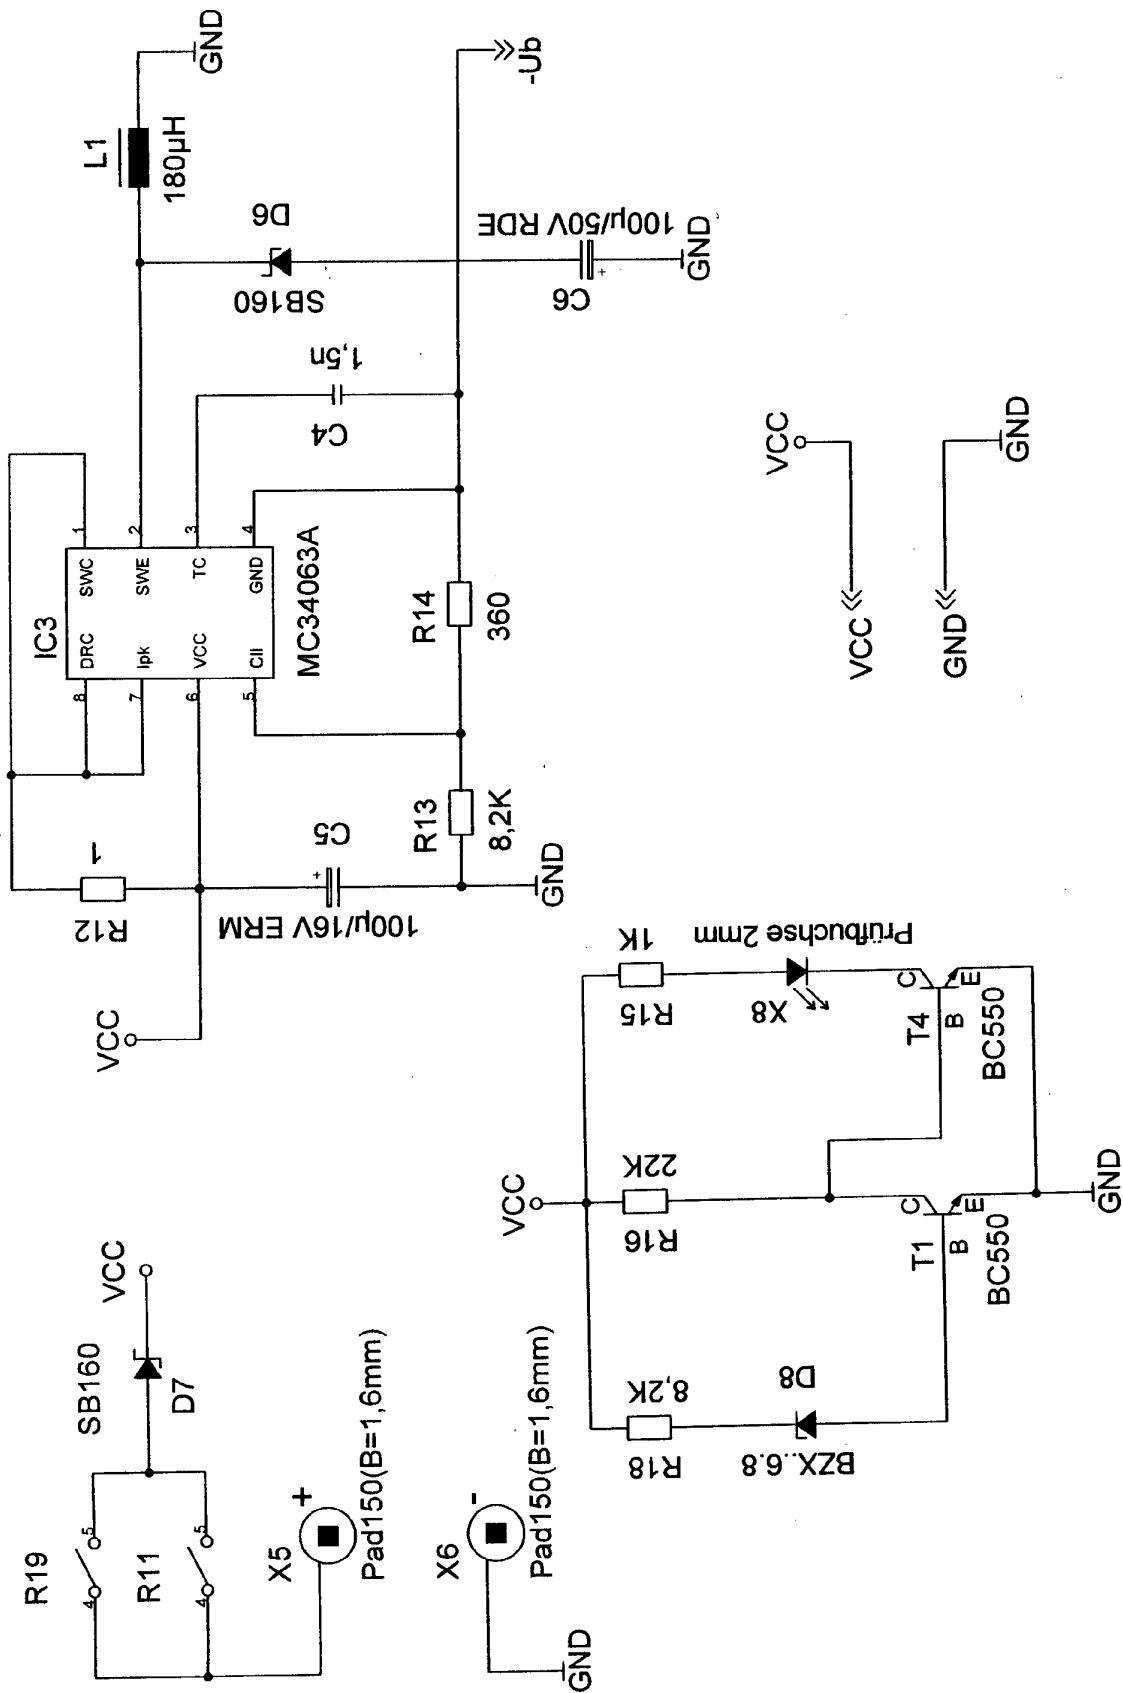 GND
L1
180µH
-Ub
D6
SB160
C6
100µ/50V RDE
GND
1,5n
C4
IC3
SWC 1
SWE 2
TC 3
GND 4
DRC 8
Ipk 7
VCC 6
CII 5
MC34063A
R14
360
R13
8,2K
R12
1
C5
100µ/16V ERM
GND
VCC
VCC
VCC
GND
GND
VCC
R15
1K
X8
Prüfbuchse 2mm
R16
22K
R18
8,2K
D8
BZX..6.8
T4
C
B
E
BC550
T1
C
B
E
BC550
GND
VCC
SB160
D7
R19
4
5
R11
4
5
X5
+
Pad150(B=1,6mm)
X6
-
Pad150(B=1,6mm)
GND